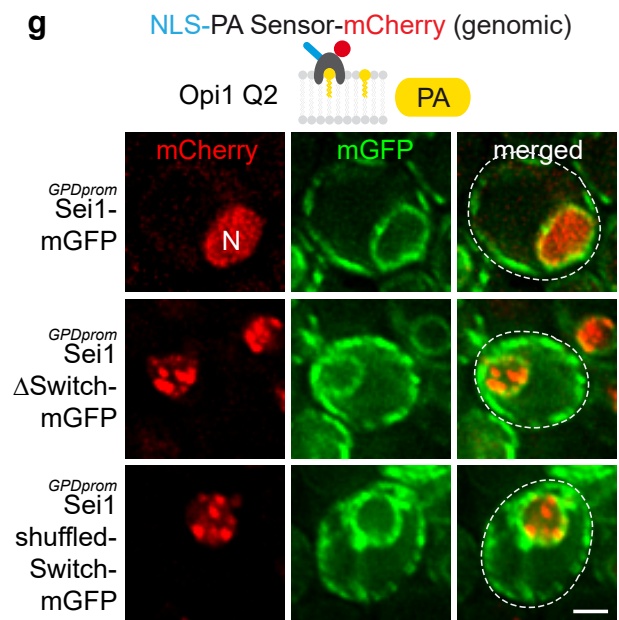 g
NLS-PA Sensor-mCherry (genomic)
Opi1 Q2
PA
mCherry
mGFP
merged
GPDprom
Sei1-
mGFP
N
GPDprom
Sei1
ΔSwitch-
mGFP
GPDprom
Sei1
shuffled-
Switch-
mGFP